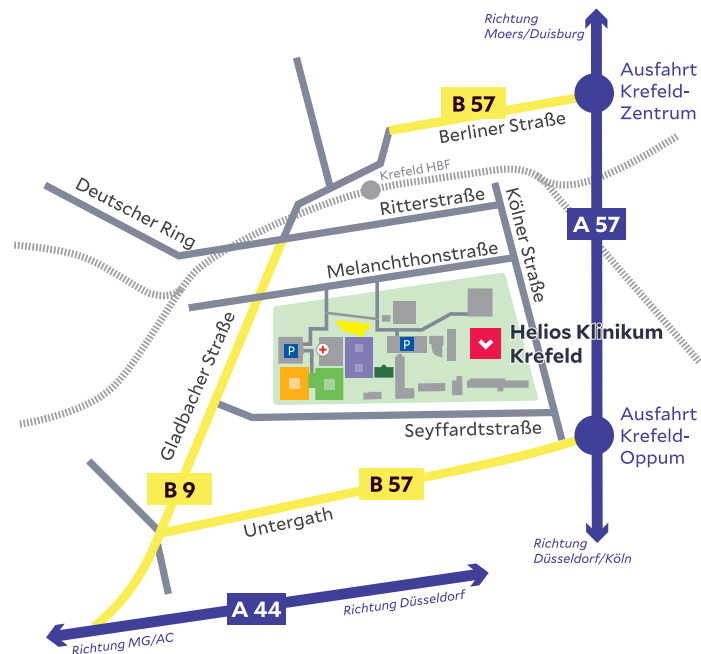 Richtung
Moers/Duisburg
Ausfahrt
Krefeld-
Zentrum
B 57
Berliner Straße
Krefeld HBF
Deutscher Ring
Ritterstraße
Kölner Straße
A 57
Melanchthonstraße
Gladbacher Straße
P
P
Helios Klinikum
Krefeld
Seyffardtstraße
Ausfahrt
Krefeld-
Oppum
B 9
B 57
Untergath
Richtung
Düsseldorf/Köln
A 44
Richtung Düsseldorf
Richtung MG/AC